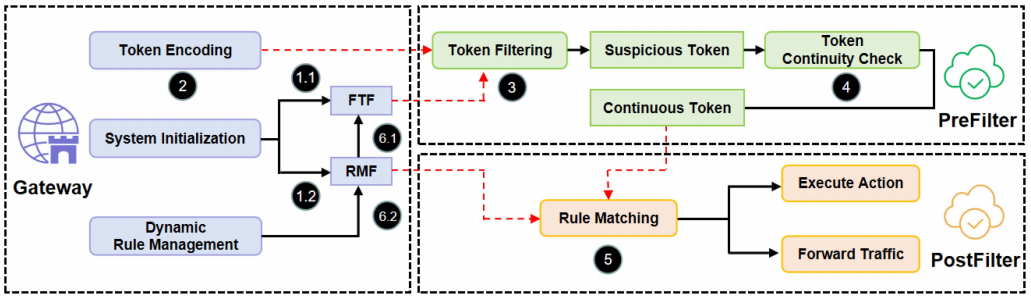 Token Encoding
2
1.1
System Initialization
FTF
6.1
RMF
1.2
6.2
Dynamic
Rule Management
Gateway
Token Filtering
3
Suspicious Token
Token
Continuity Check
4
Continuous Token
PreFilter
Rule Matching
5
Execute Action
Forward Traffic
PostFilter